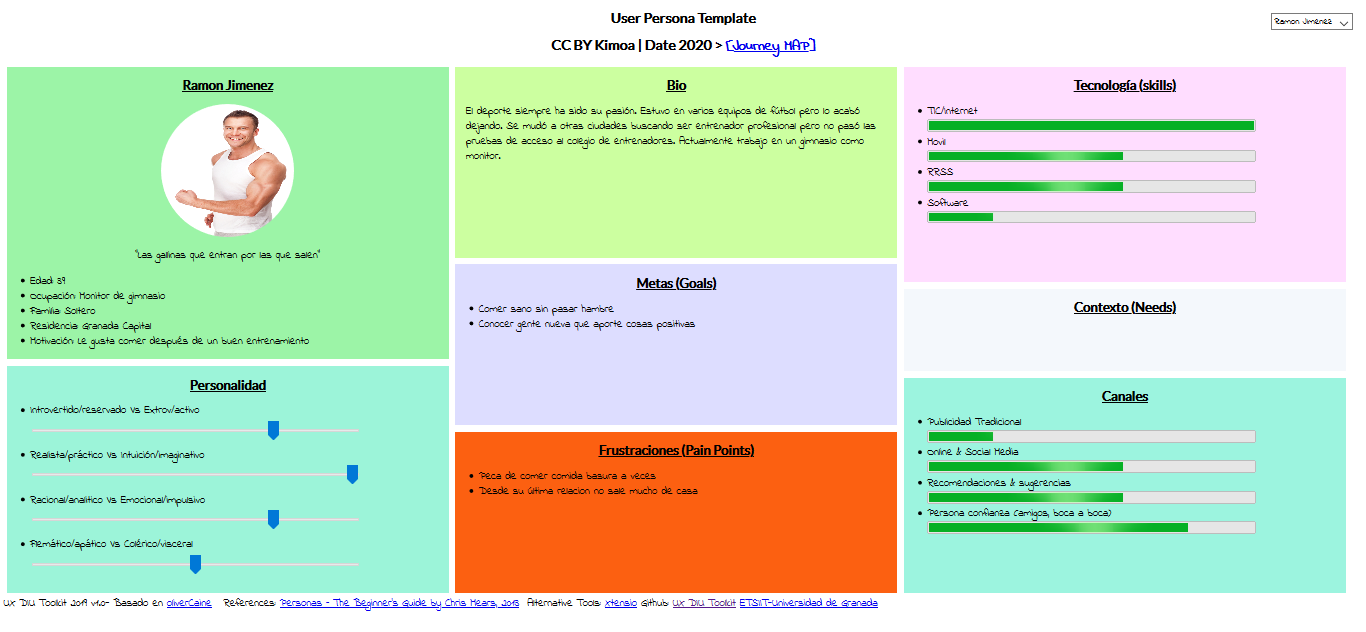 User Persona Template
Ramon Jimenez
CC BY Kimoa | Date 2020 > [Journey MAP]
Ramon Jimenez
"Las gallinas que entran por las que salen"
Edad: 39
Ocupación: Monitor de gimnasio
Familia: Soltero
Residencia: Granada Capital
Motivación: Le gusta comer después de un buen entrenamiento
Personalidad
Introvertido/reservado Vs Extrov/activo
Realista/práctico Vs Intuición/imaginativo
Racional/analítico Vs Emocional/impulsivo
Flemático/apático Vs Colérico/visceral
Bio
El deporte siempre ha sido su pasión. Estuvo en varios equipos de fútbol pero lo acabó
dejando. Se mudó a otras ciudades buscando ser entrenador profesional pero no pasó las
pruebas de acceso al colegio de entrenadores. Actualmente trabajo en un gimnasio como
monitor.
Metas (Goals)
Comer sano sin pasar hambre
Conocer gente nueva que aporte cosas positivas
Frustraciones (Pain Points)
Peca de comer comida basura a veces
Desde su última relacion no sale mucho de casa
Tecnología (skills)
TIC/Internet
Movil
RRSS
Software
Contexto (Needs)
Canales
Publicidad Tradicional
Online & Social Media
Recomendaciones & sugerencias
Persona confianza (amigos, boca a boca)
UX DIU Toolkit 2019 v1.0- Basado en oliverCaine References: Personas - The Beginner's Guide by Chris Mears, 2013 Alternative Tools: Xtensio Github: UX DIU Toolkit ETSIIT-Universidad de Granada